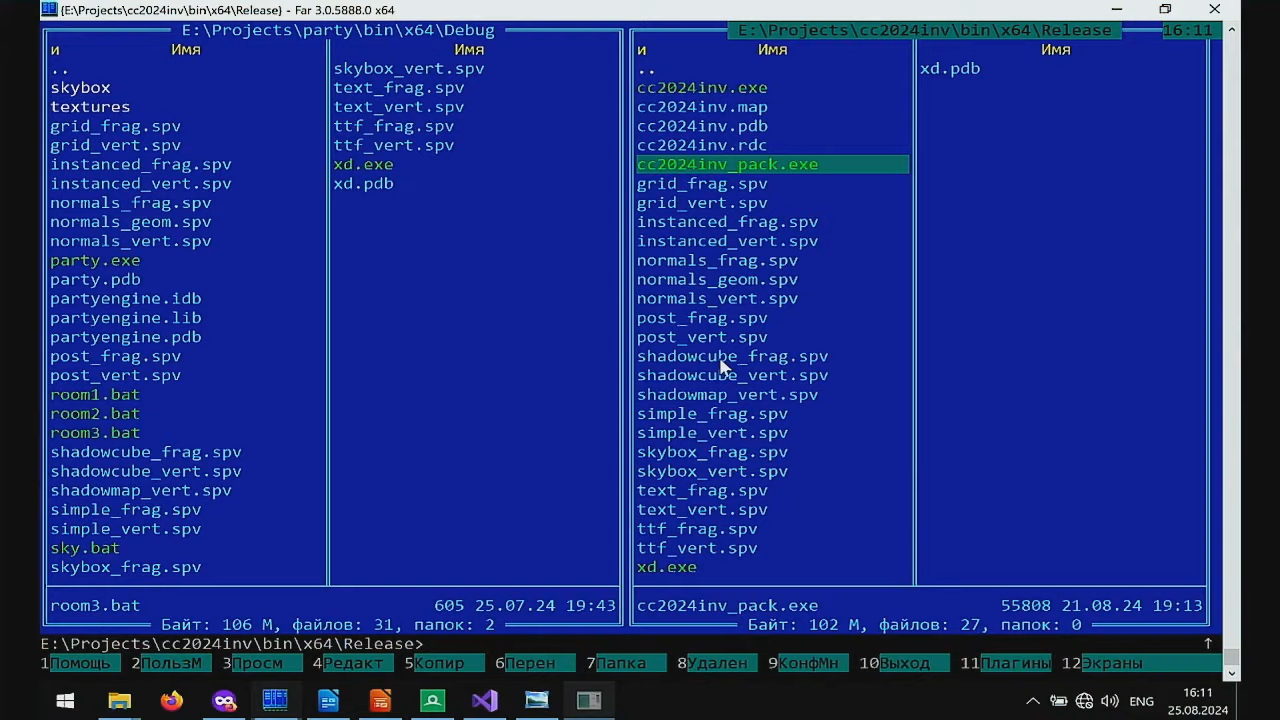 {E:\Projects\cc2024inv\bin\x64\Release} - Far 3.0.5888.0 x64
E:\Projects\party\bin\x64\Debug
и Имя Имя
..
skybox
textures
grid_frag.spv
grid_vert.spv
instanced_frag.spv
instanced_vert.spv
normals_frag.spv
normals_geom.spv
normals_vert.spv
party.exe
party.pdb
partyengine.idb
partyengine.lib
partyengine.pdb
post_frag.spv
post_vert.spv
room1.bat
room2.bat
room3.bat
shadowcube_frag.spv
shadowcube_vert.spv
shadowmap_vert.spv
simple_frag.spv
simple_vert.spv
sky.bat
skybox_frag.spv
skybox_vert.spv
text_frag.spv
text_vert.spv
ttf_frag.spv
ttf_vert.spv
xd.exe
xd.pdb
room3.bat 605 25.07.24 19:43
Байт: 106 M, файлов: 31, папок: 2
E:\Projects\cc2024inv\bin\x64\Release 16:11
и Имя Имя
..
cc2024inv.exe
cc2024inv.map
cc2024inv.pdb
cc2024inv.rdc
cc2024inv_pack.exe
grid_frag.spv
grid_vert.spv
instanced_frag.spv
instanced_vert.spv
normals_frag.spv
normals_geom.spv
normals_vert.spv
post_frag.spv
post_vert.spv
shadowcube_frag.spv
shadowcube_vert.spv
shadowmap_vert.spv
simple_frag.spv
simple_vert.spv
skybox_frag.spv
skybox_vert.spv
text_frag.spv
text_vert.spv
ttf_frag.spv
ttf_vert.spv
xd.exe
xd.pdb
cc2024inv_pack.exe 55808 21.08.24 19:13
Байт: 102 M, файлов: 27, папок: 0
E:\Projects\cc2024inv\bin\x64\Release>
1Помощь 2ПользМ 3Просм 4Редакт 5Копир 6Перен 7Папка 8Удален 9КонфМн 10Выход 11Плагины 12Экраны
ENG
16:11
25.08.2024